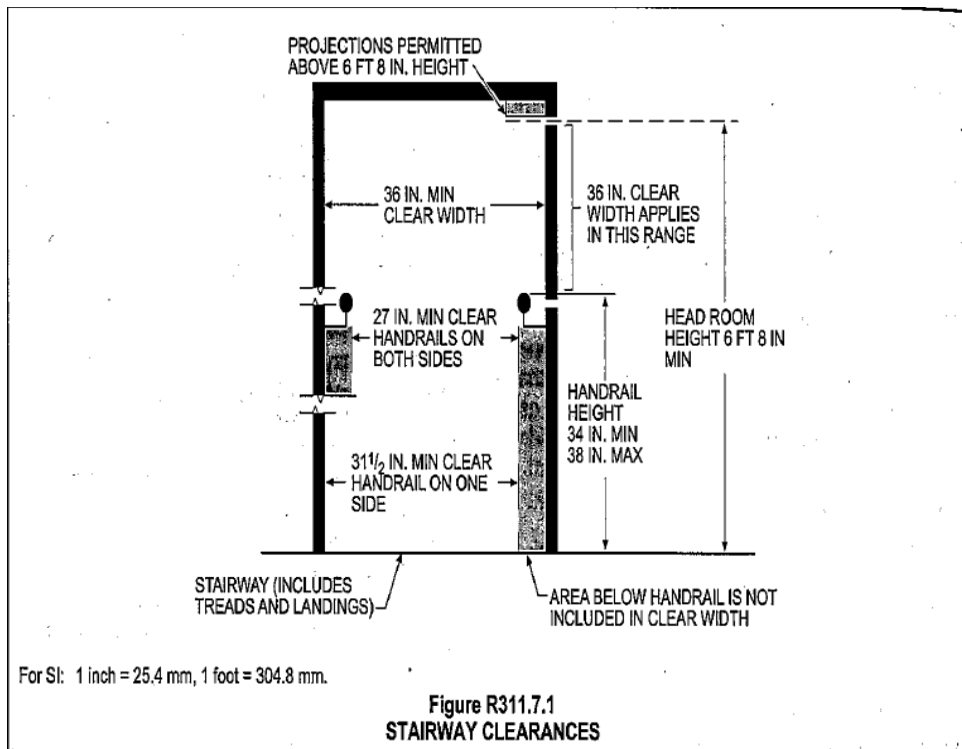 PROJECTIONS PERMITTED
ABOVE 6 FT 8 IN. HEIGHT
36 IN. MIN
CLEAR WIDTH
36 IN. CLEAR
WIDTH APPLIES
IN THIS RANGE
27 IN. MIN CLEAR
HANDRAILS ON
BOTH SIDES
HEAD ROOM
HEIGHT 6 FT 8 IN
MIN
HANDRAIL
HEIGHT
34 IN. MIN
38 IN. MAX
31 1/2 IN. MIN CLEAR
HANDRAIL ON ONE
SIDE
STAIRWAY (INCLUDES
TREADS AND LANDINGS)
AREA BELOW HANDRAIL IS NOT
INCLUDED IN CLEAR WIDTH
For SI: 1 inch = 25.4 mm, 1 foot = 304.8 mm.
Figure R311.7.1
STAIRWAY CLEARANCES